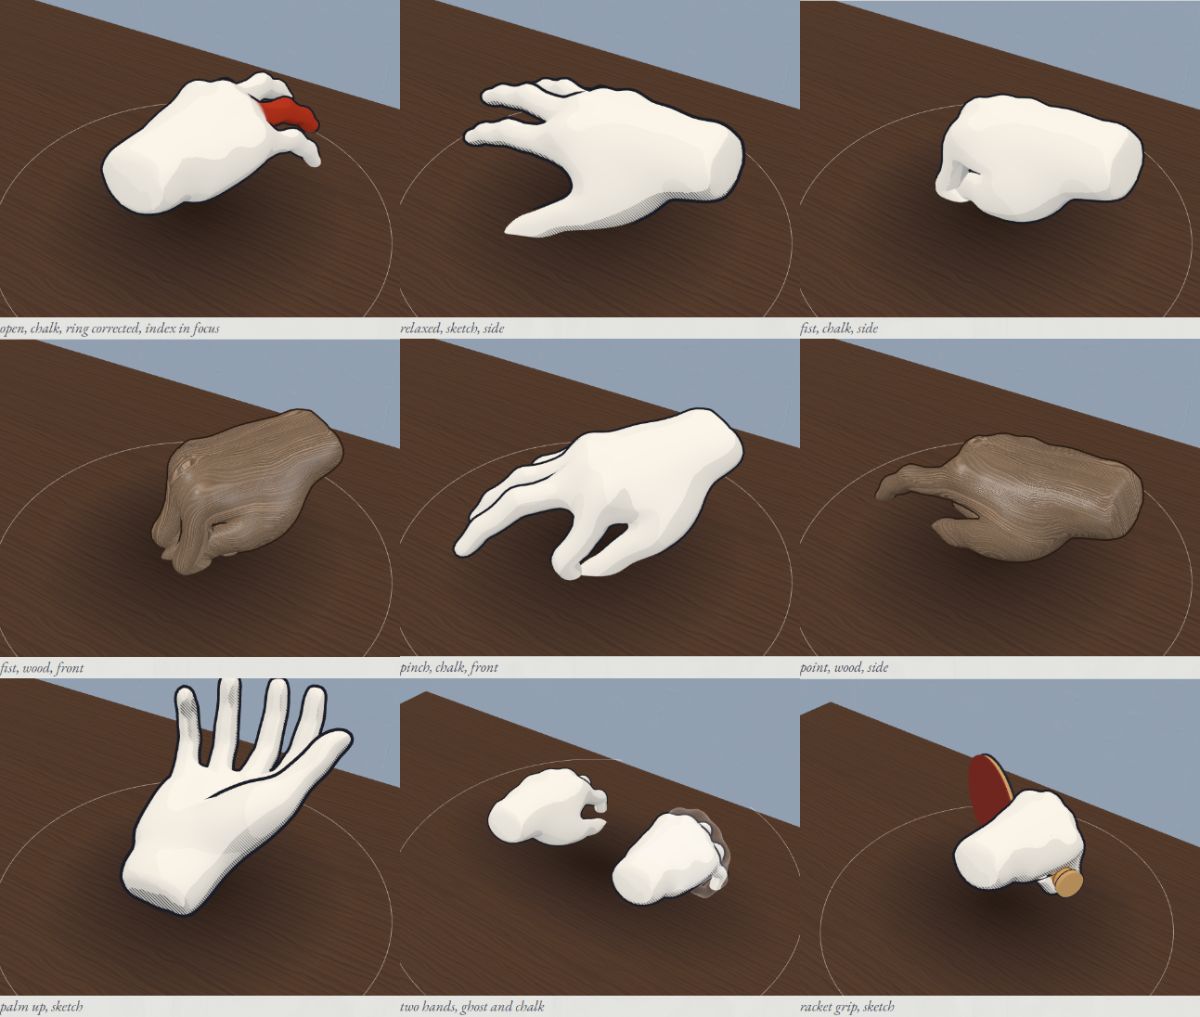 open, chalk, ring corrected, index in focus
relaxed, sketch, side
fist, chalk, side
fist, wood, front
pinch, chalk, front
point, wood, side
palm up, sketch
two hands, ghost and chalk
racket grip, sketch